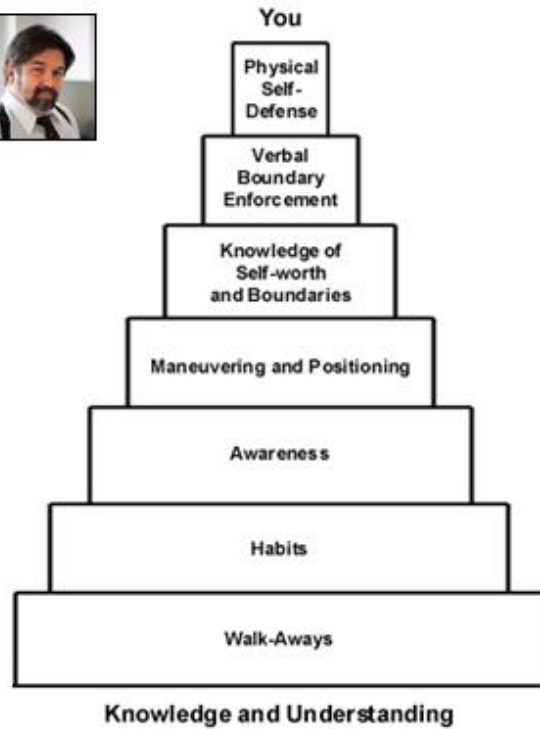 You
Physical
Self-
Defense
Verbal
Boundary
Enforcement
Knowledge of
Self-worth
and Boundaries
Maneuvering and Positioning
Awareness
Habits
Walk-Aways
Knowledge and Understanding